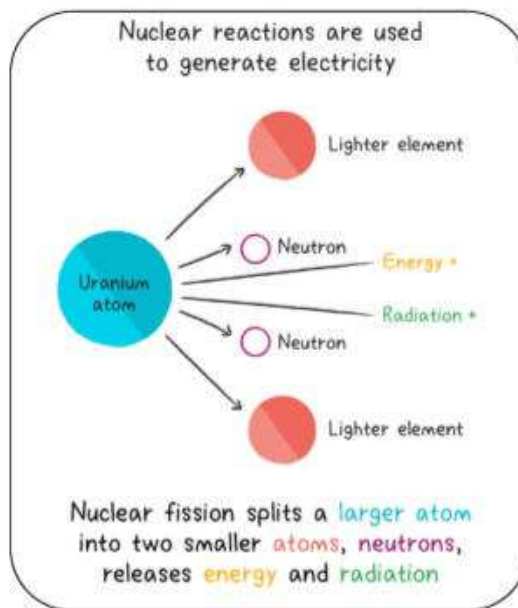 Nuclear reactions are used
to generate electricity
Lighter element
Neutron
Energy +
Uranium
atom
Radiation +
Neutron
Lighter element
Nuclear fission splits a larger atom
into two smaller atoms, neutrons,
releases energy and radiation